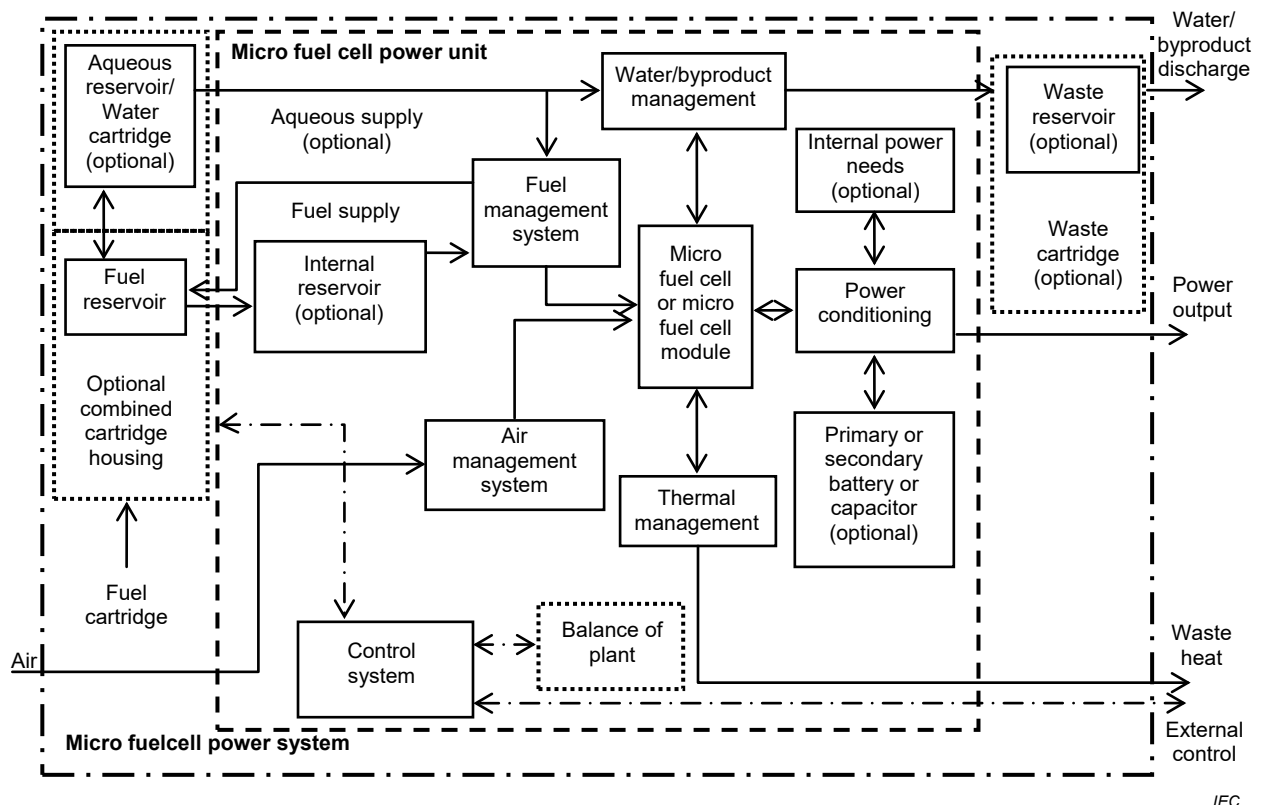 Water/
byproduct
discharge
Micro fuel cell power unit
Aqueous
reservoir/
Water
cartridge
(optional)
Aqueous supply
(optional)
Water/byproduct
management
Waste
reservoir
(optional)
Internal power
needs
(optional)
Fuel
management
system
Fuel supply
Waste
cartridge
(optional)
Fuel
reservoir
Internal
reservoir
(optional)
Micro
fuel cell
or micro
fuel cell
module
Power
conditioning
Power
output
Optional
combined
cartridge
housing
Air
management
system
Primary or
secondary
battery or
capacitor
(optional)
Thermal
management
Fuel
cartridge
Air
Control
system
Balance of
plant
Waste
heat
External
control
Micro fuelcell power system
IEC